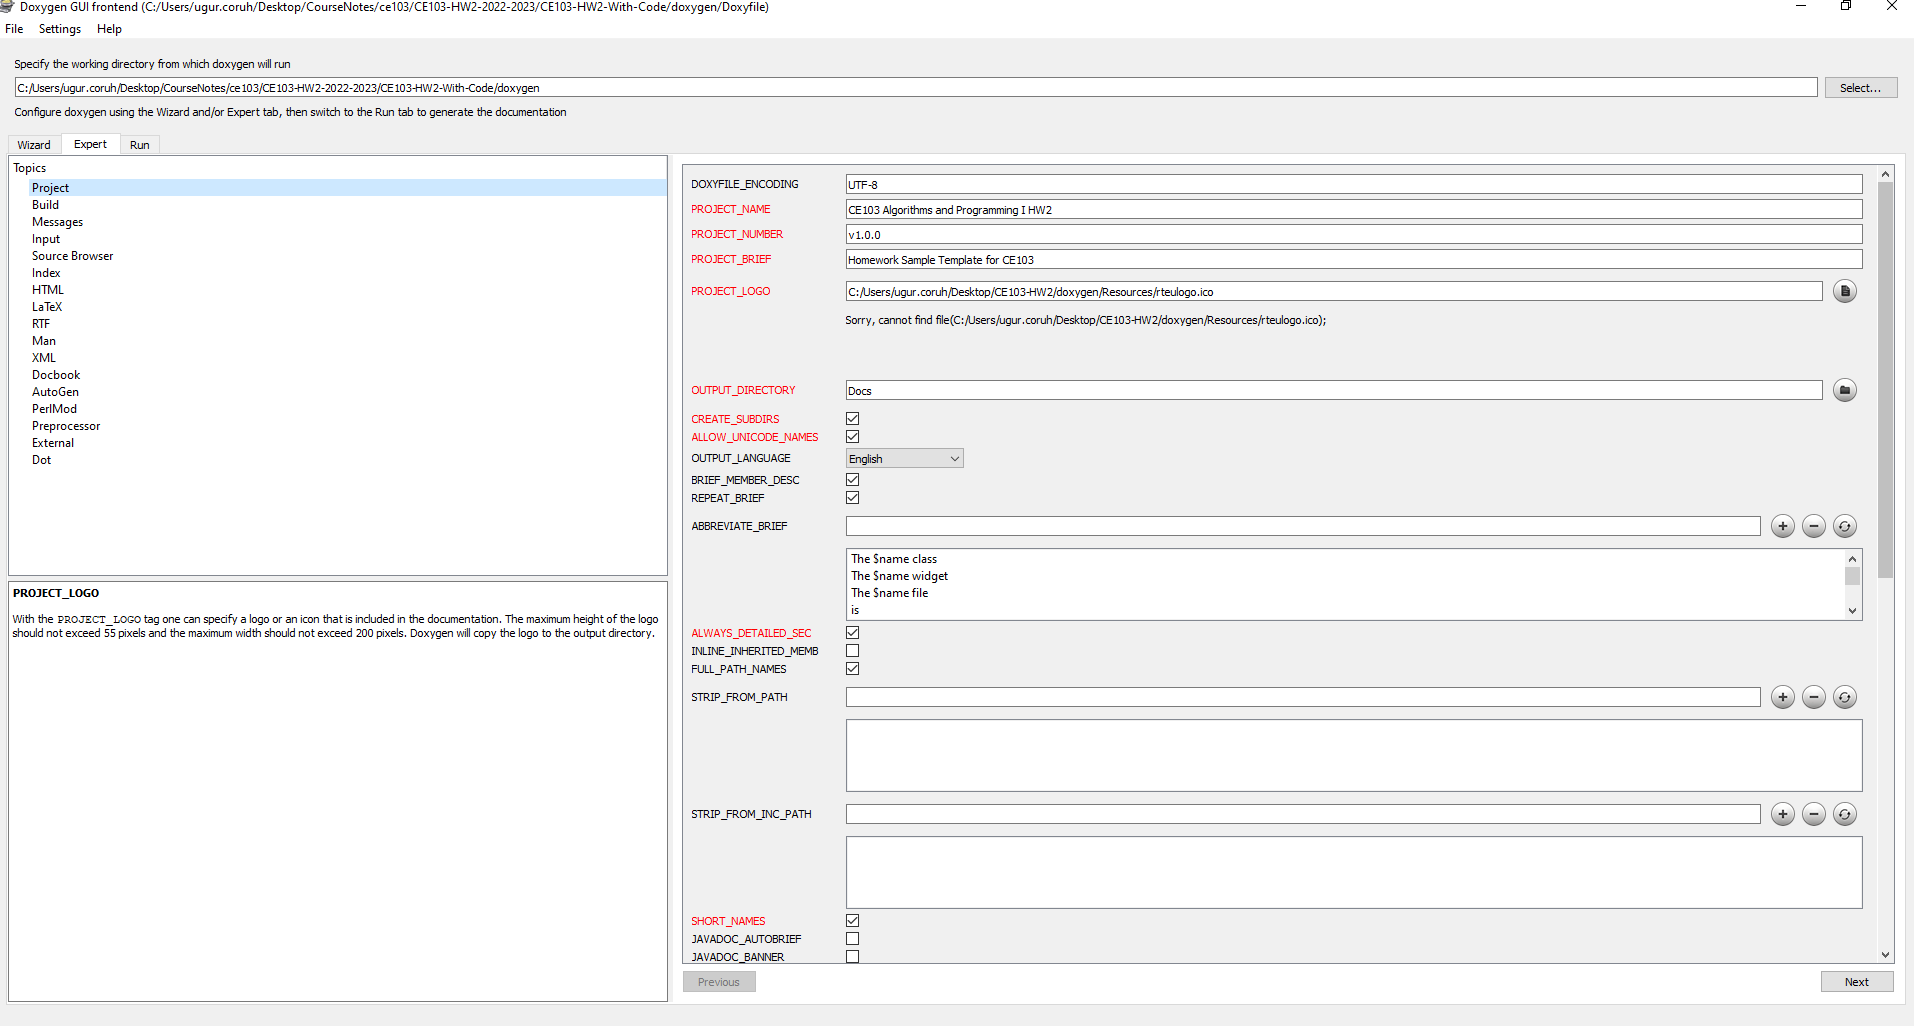 Doxygen GUI frontend (C:/Users/ugur.coruh/Desktop/CourseNotes/ce103/CE103-HW2-2022-2023/CE103-HW2-With-Code/doxygen/Doxyfile)
File Settings Help
Specify the working directory from which doxygen will run
C:/Users/ugur.coruh/Desktop/CourseNotes/ce103/CE103-HW2-2022-2023/CE103-HW2-With-Code/doxygen Select...
Configure doxygen using the Wizard and/or Expert tab, then switch to the Run tab to generate the documentation
Wizard Expert Run
Topics
Project
Build
Messages
Input
Source Browser
Index
HTML
LaTeX
RTF
Man
XML
Docbook
AutoGen
PerlMod
Preprocessor
External
Dot
PROJECT_LOGO
With the PROJECT_LOGO tag one can specify a logo or an icon that is included in the documentation. The maximum height of the logo
should not exceed 55 pixels and the maximum width should not exceed 200 pixels. Doxygen will copy the logo to the output directory.
DOXYFILE_ENCODING UTF-8
PROJECT_NAME CE103 Algorithms and Programming I HW2
PROJECT_NUMBER v1.0.0
PROJECT_BRIEF Homework Sample Template for CE103
PROJECT_LOGO C:/Users/ugur.coruh/Desktop/CE103-HW2/doxygen/Resources/rteulogo.ico
Sorry, cannot find file(C:/Users/ugur.coruh/Desktop/CE103-HW2/doxygen/Resources/rteulogo.ico);
OUTPUT_DIRECTORY Docs
CREATE_SUBDIRS
ALLOW_UNICODE_NAMES
OUTPUT_LANGUAGE English
BRIEF_MEMBER_DESC
REPEAT_BRIEF
ABBREVIATE_BRIEF
The $name class
The $name widget
The $name file
is
ALWAYS_DETAILED_SEC
INLINE_INHERITED_MEMB
FULL_PATH_NAMES
STRIP_FROM_PATH
STRIP_FROM_INC_PATH
SHORT_NAMES
JAVADOC_AUTOBRIEF
JAVADOC_BANNER
Previous Next